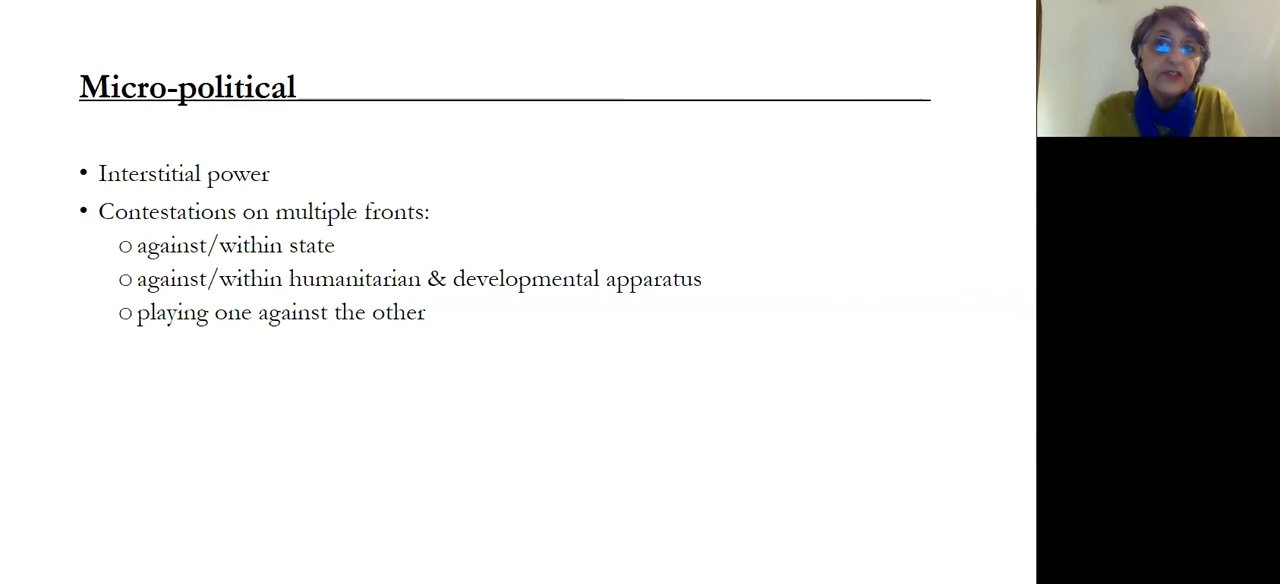 Micro-political
• Interstitial power
• Contestations on multiple fronts:
○ against/within state
○ against/within humanitarian & developmental apparatus
○ playing one against the other